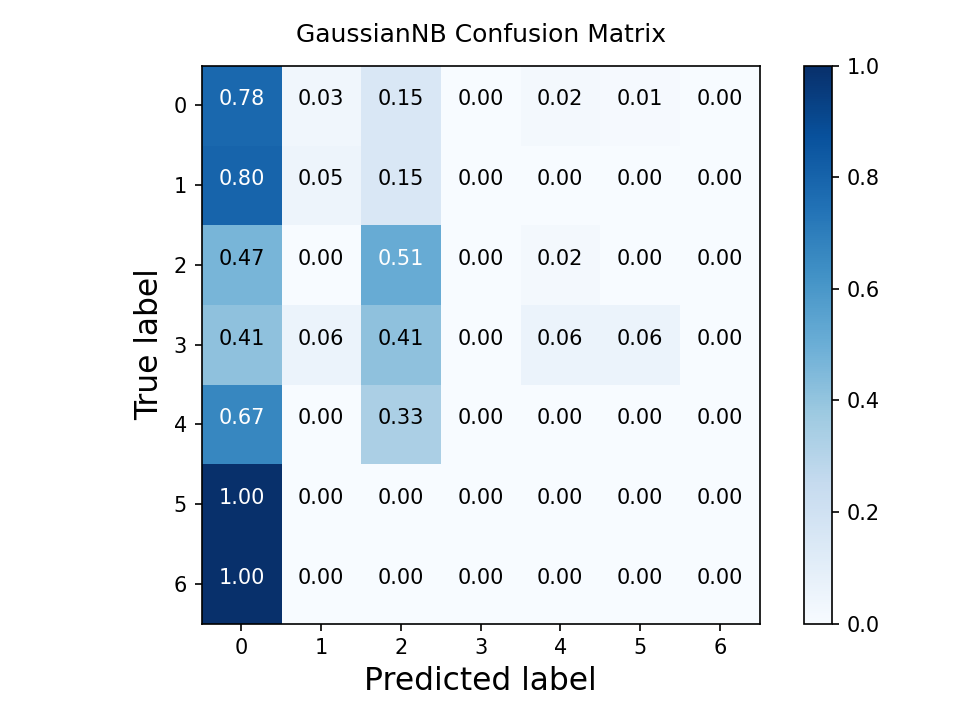 GaussianNB Confusion Matrix
0 0.78 0.03 0.15 0.00 0.02 0.01 0.00
1 0.80 0.05 0.15 0.00 0.00 0.00 0.00
2 0.47 0.00 0.51 0.00 0.02 0.00 0.00
3 0.41 0.06 0.41 0.00 0.06 0.06 0.00
4 0.67 0.00 0.33 0.00 0.00 0.00 0.00
5 1.00 0.00 0.00 0.00 0.00 0.00 0.00
6 1.00 0.00 0.00 0.00 0.00 0.00 0.00
0 1 2 3 4 5 6
True label
Predicted label
1.0
0.8
0.6
0.4
0.2
0.0